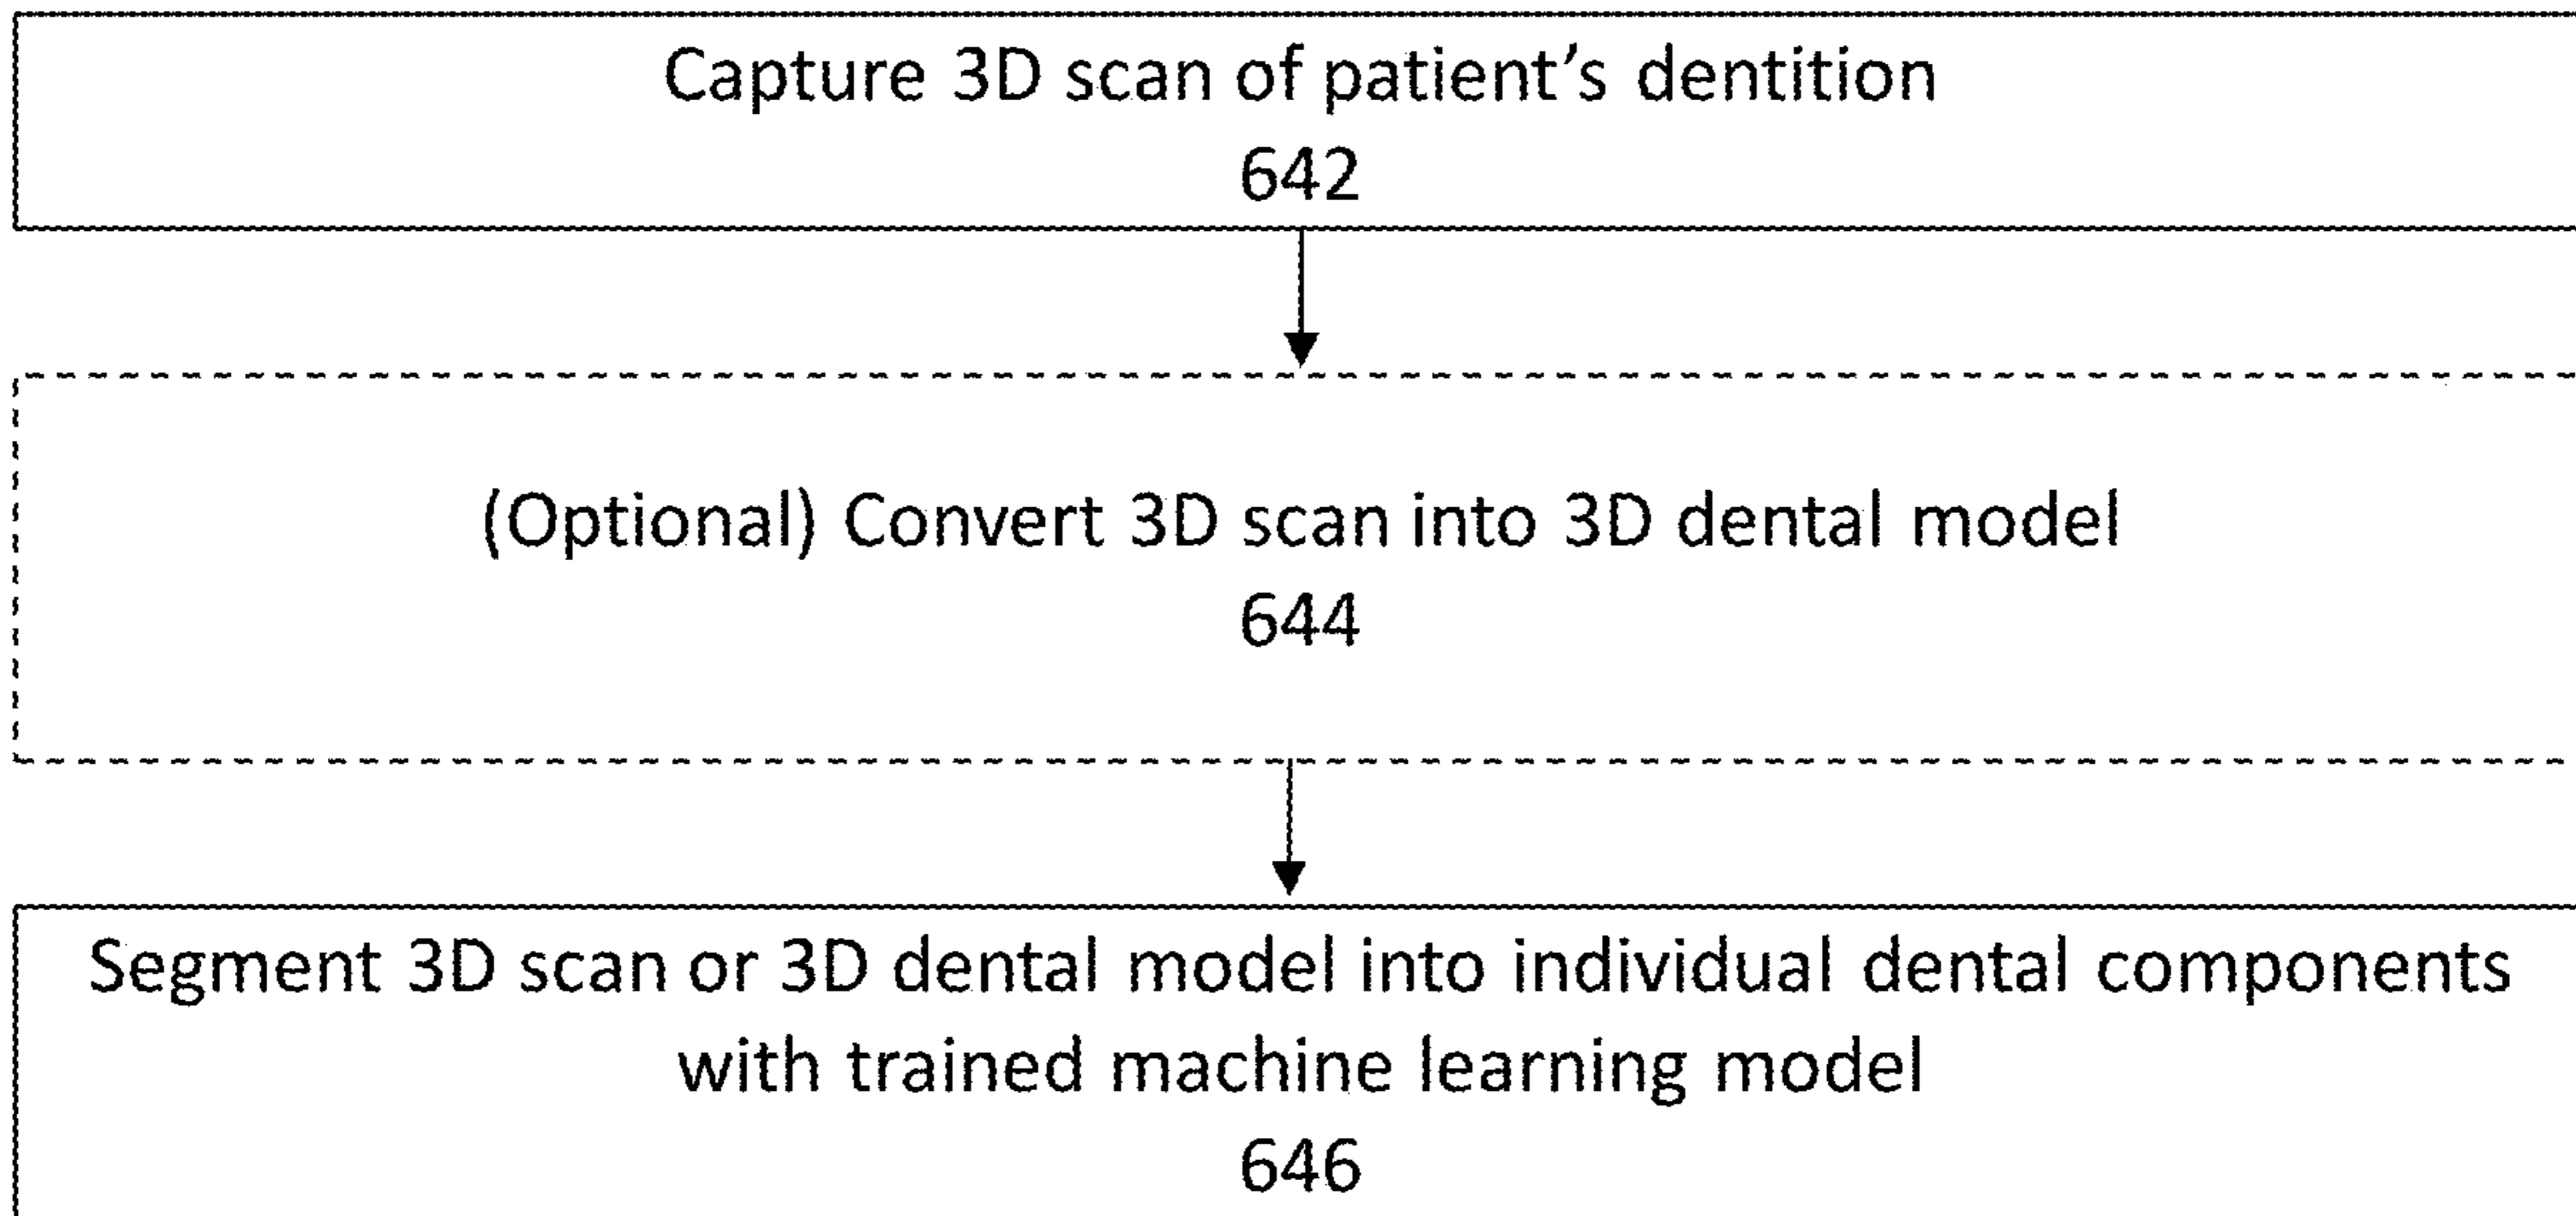 Capture 3D scan of patient’s dentition
642
(Optional) Convert 3D scan into 3D dental model
644
Segment 3D scan or 3D dental model into individual dental components
with trained machine learning model
646